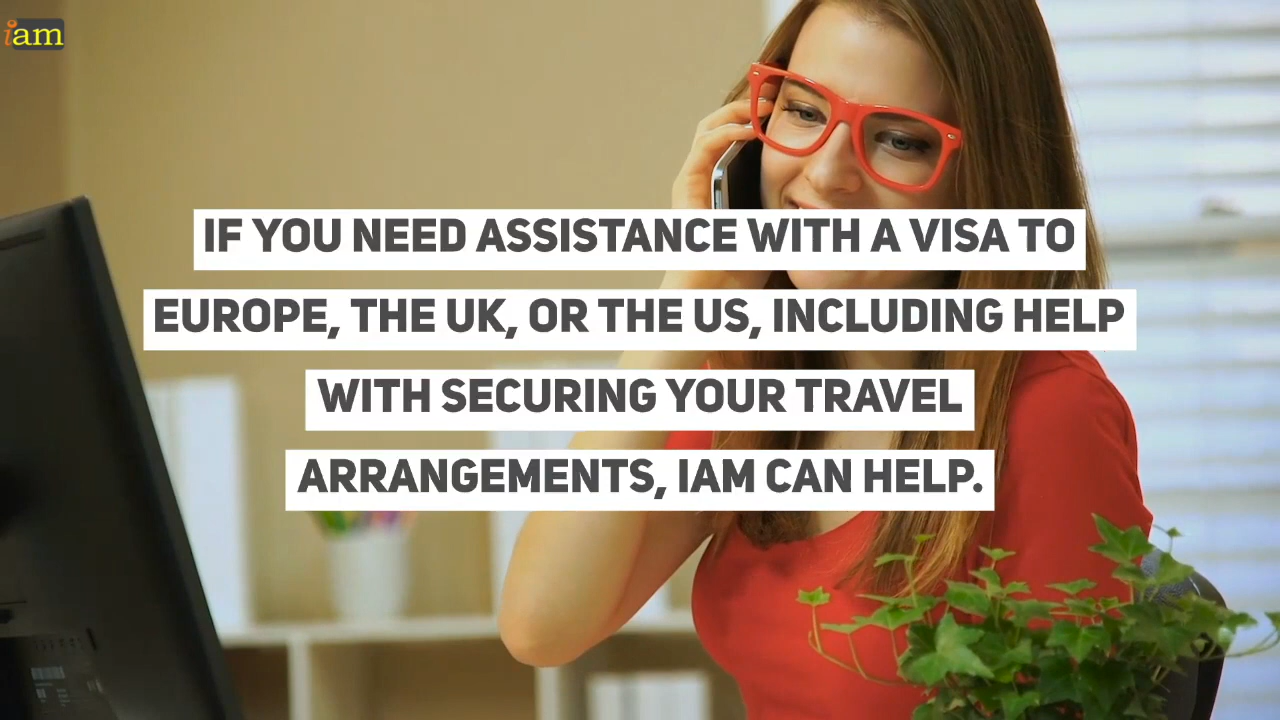 iam
IF YOU NEED ASSISTANCE WITH A VISA TO
EUROPE, THE UK, OR THE US, INCLUDING HELP
WITH SECURING YOUR TRAVEL
ARRANGEMENTS, IAM CAN HELP.